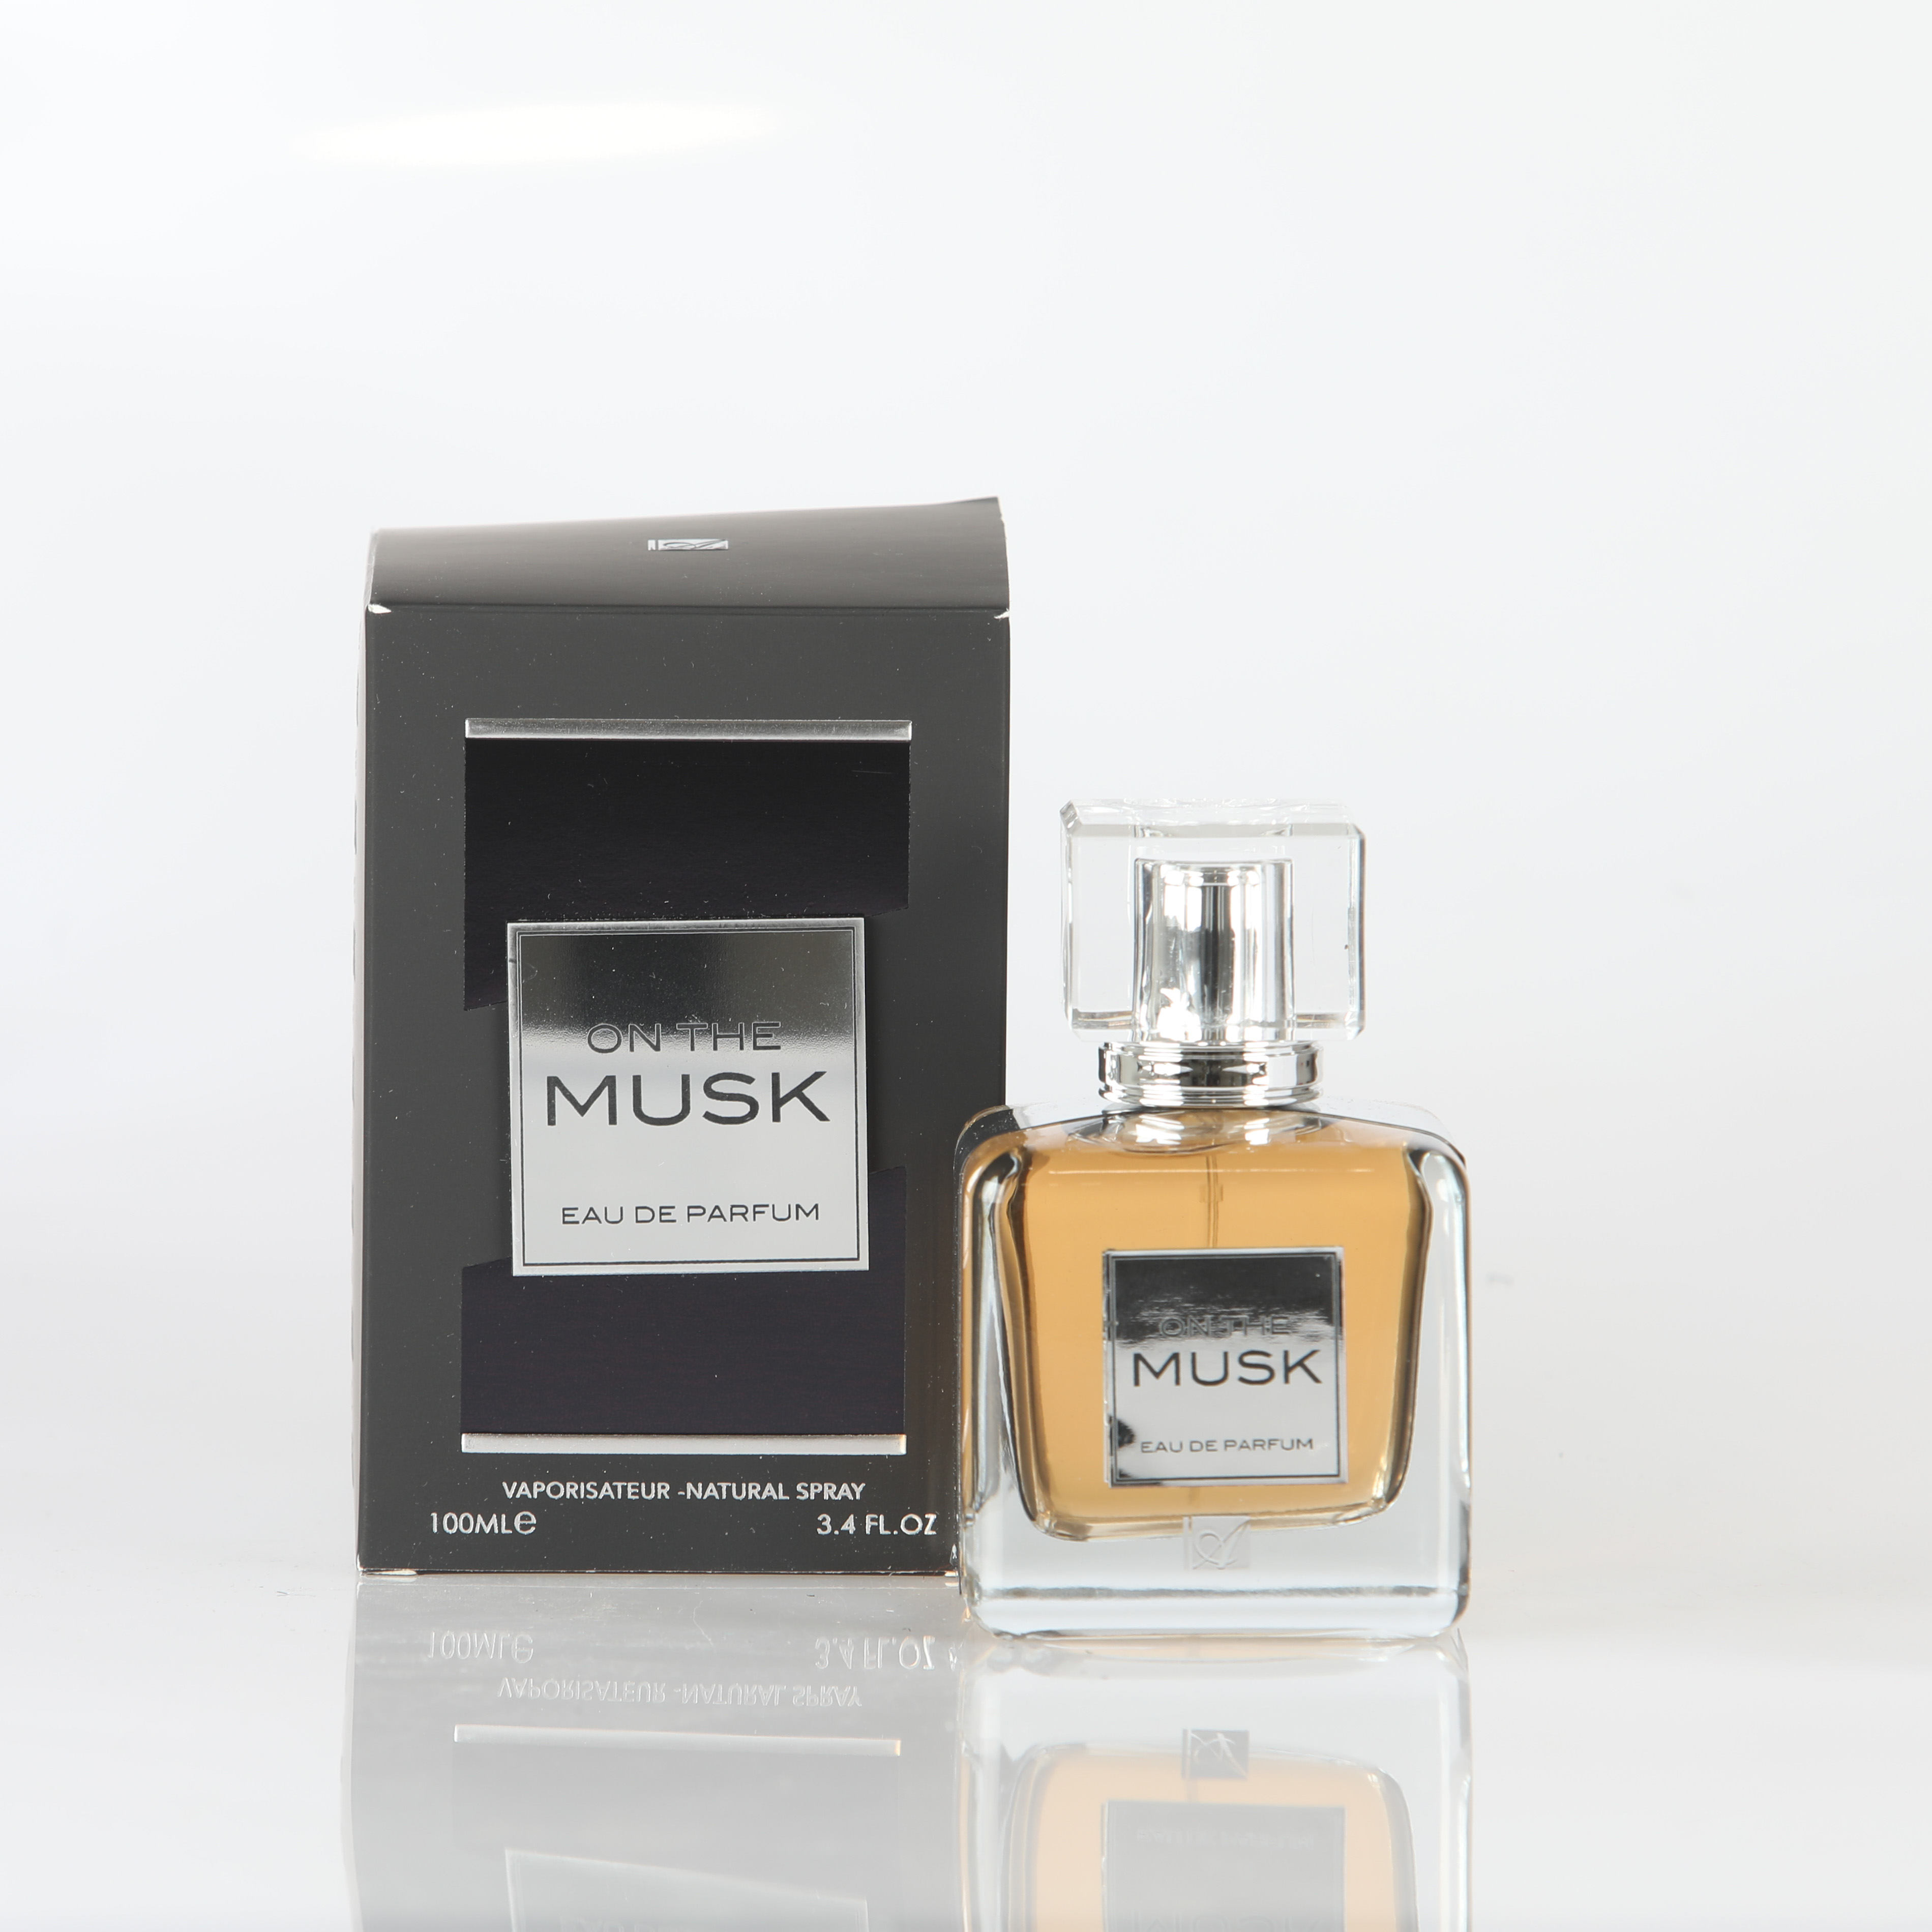 ON THE
MUSK
EAU DE PARFUM
VAPORISATEUR -NATURAL SPRAY
100MLe
3.4 FL.OZ
ON THE
MUSK
EAU DE PARFUM